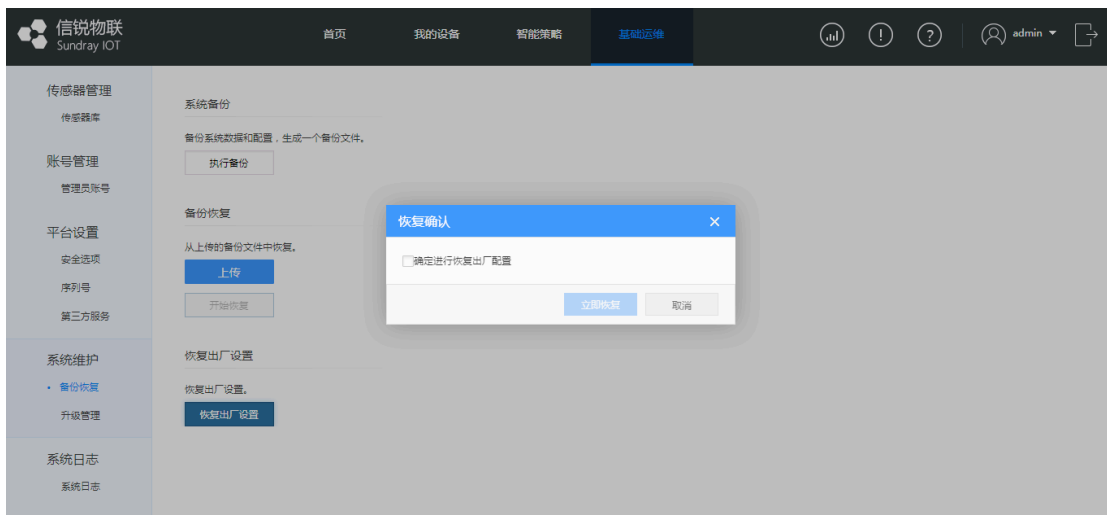 信锐物联
Sundray IOT
首页
我的设备
智能策略
基础运维
admin
传感器管理
传感器库
账号管理
管理员账号
平台设置
安全选项
序列号
第三方服务
系统维护
备份恢复
升级管理
系统日志
系统日志
系统备份
备份系统数据和配置，生成一个备份文件。
执行备份
备份恢复
从上传的备份文件中恢复。
上传
开始恢复
恢复出厂设置
恢复出厂设置。
恢复出厂设置
恢复确认
确定进行恢复出厂配置
立即恢复
取消